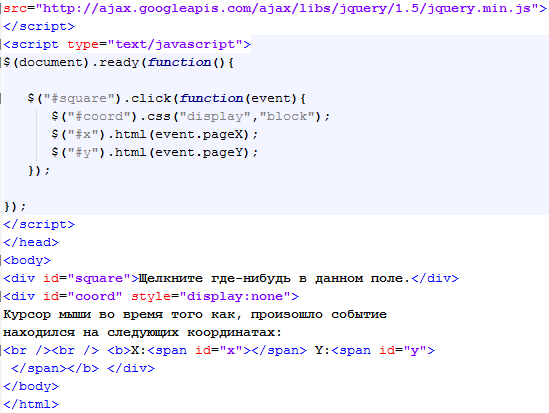 src="http://ajax.googleapis.com/ajax/libs/jquery/1.5/jquery.min.js">
</script>
<script type="text/javascript">
$(document).ready(function(){
$("#square").click(function(event){
$("#coord").css("display","block");
$("#x").html(event.pageX);
$("#y").html(event.pageY);
});
});
</script>
</head>
<body>
<div id="square">Щелкните где-нибудь в данном поле.</div>
<div id="coord" style="display:none">
Курсор мыши во время того как, произошло событие
находился на следующих координатах:
<br /><br /> <b>X:<span id="x"></span> Y:<span id="y">
</span></b> </div>
</body>
</html>